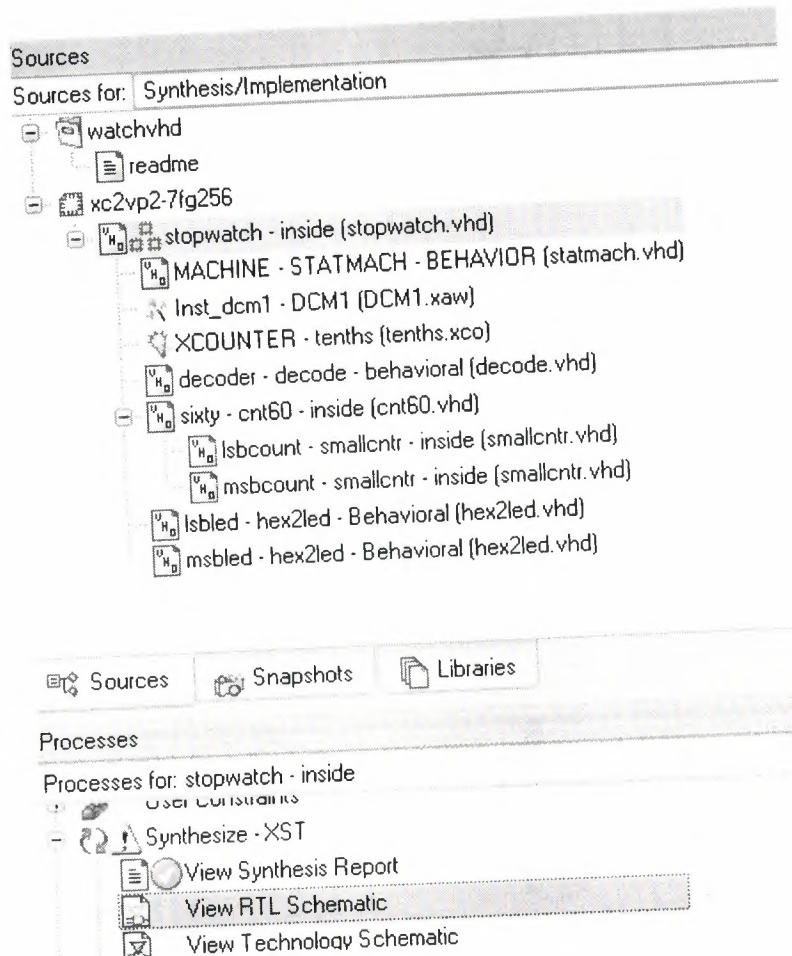 Sources
Sources for: Synthesis/Implementation
watchvhd
readme
xc2vp2-7fg256
stopwatch - inside (stopwatch.vhd)
MACHINE - STATMACH - BEHAVIOR (statmach.vhd)
Inst_dcm1 - DCM1 (DCM1.xaw)
XCOUNTER - tenths (tenths.xco)
decoder - decode - behavioral (decode.vhd)
sixty - cnt60 - inside (cnt60.vhd)
lsbcount - smallcntr - inside (smallcntr.vhd)
msbcount - smallcntr - inside (smallcntr.vhd)
lsbled - hex2led - Behavioral (hex2led.vhd)
msbled - hex2led - Behavioral (hex2led.vhd)
Sources Snapshots Libraries
Processes
Processes for: stopwatch - inside
User Constraints
Synthesize - XST
View Synthesis Report
View RTL Schematic
View Technology Schematic